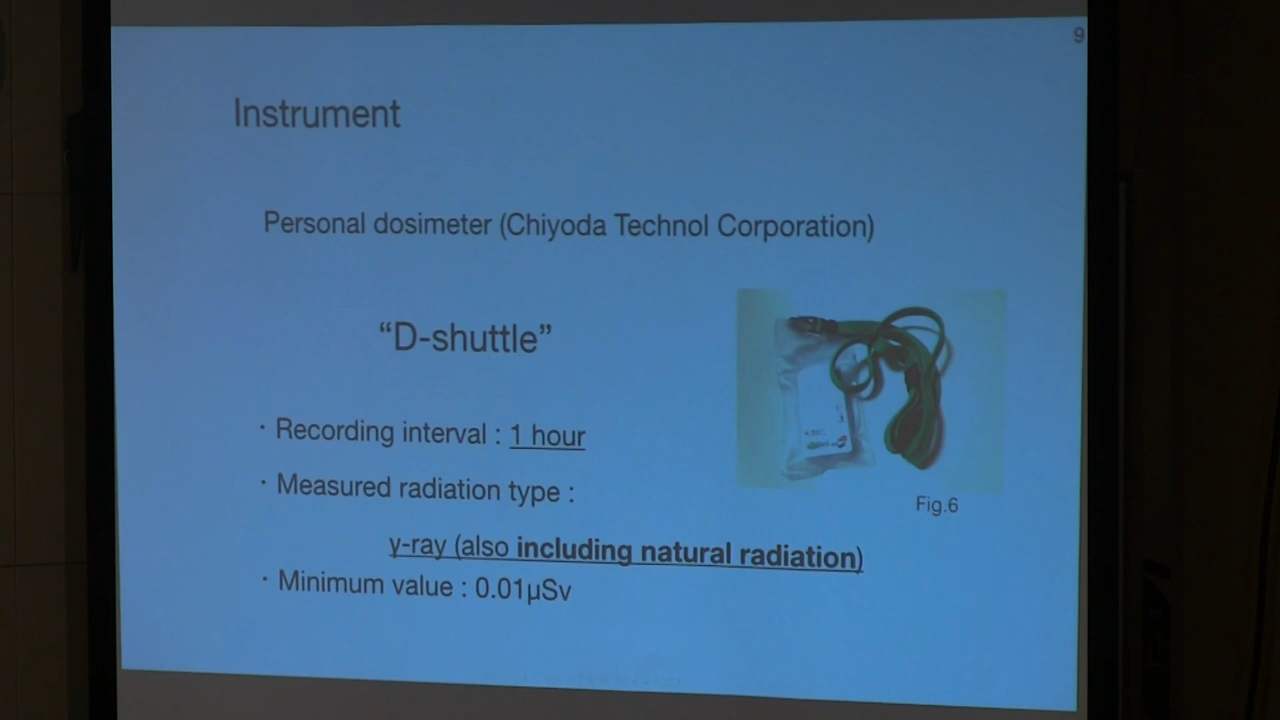 9
Instrument
Personal dosimeter (Chiyoda Technol Corporation)
“D-shuttle”
・Recording interval : 1 hour
・Measured radiation type :
γ-ray (also including natural radiation)
・Minimum value : 0.01μSv
Fig.6